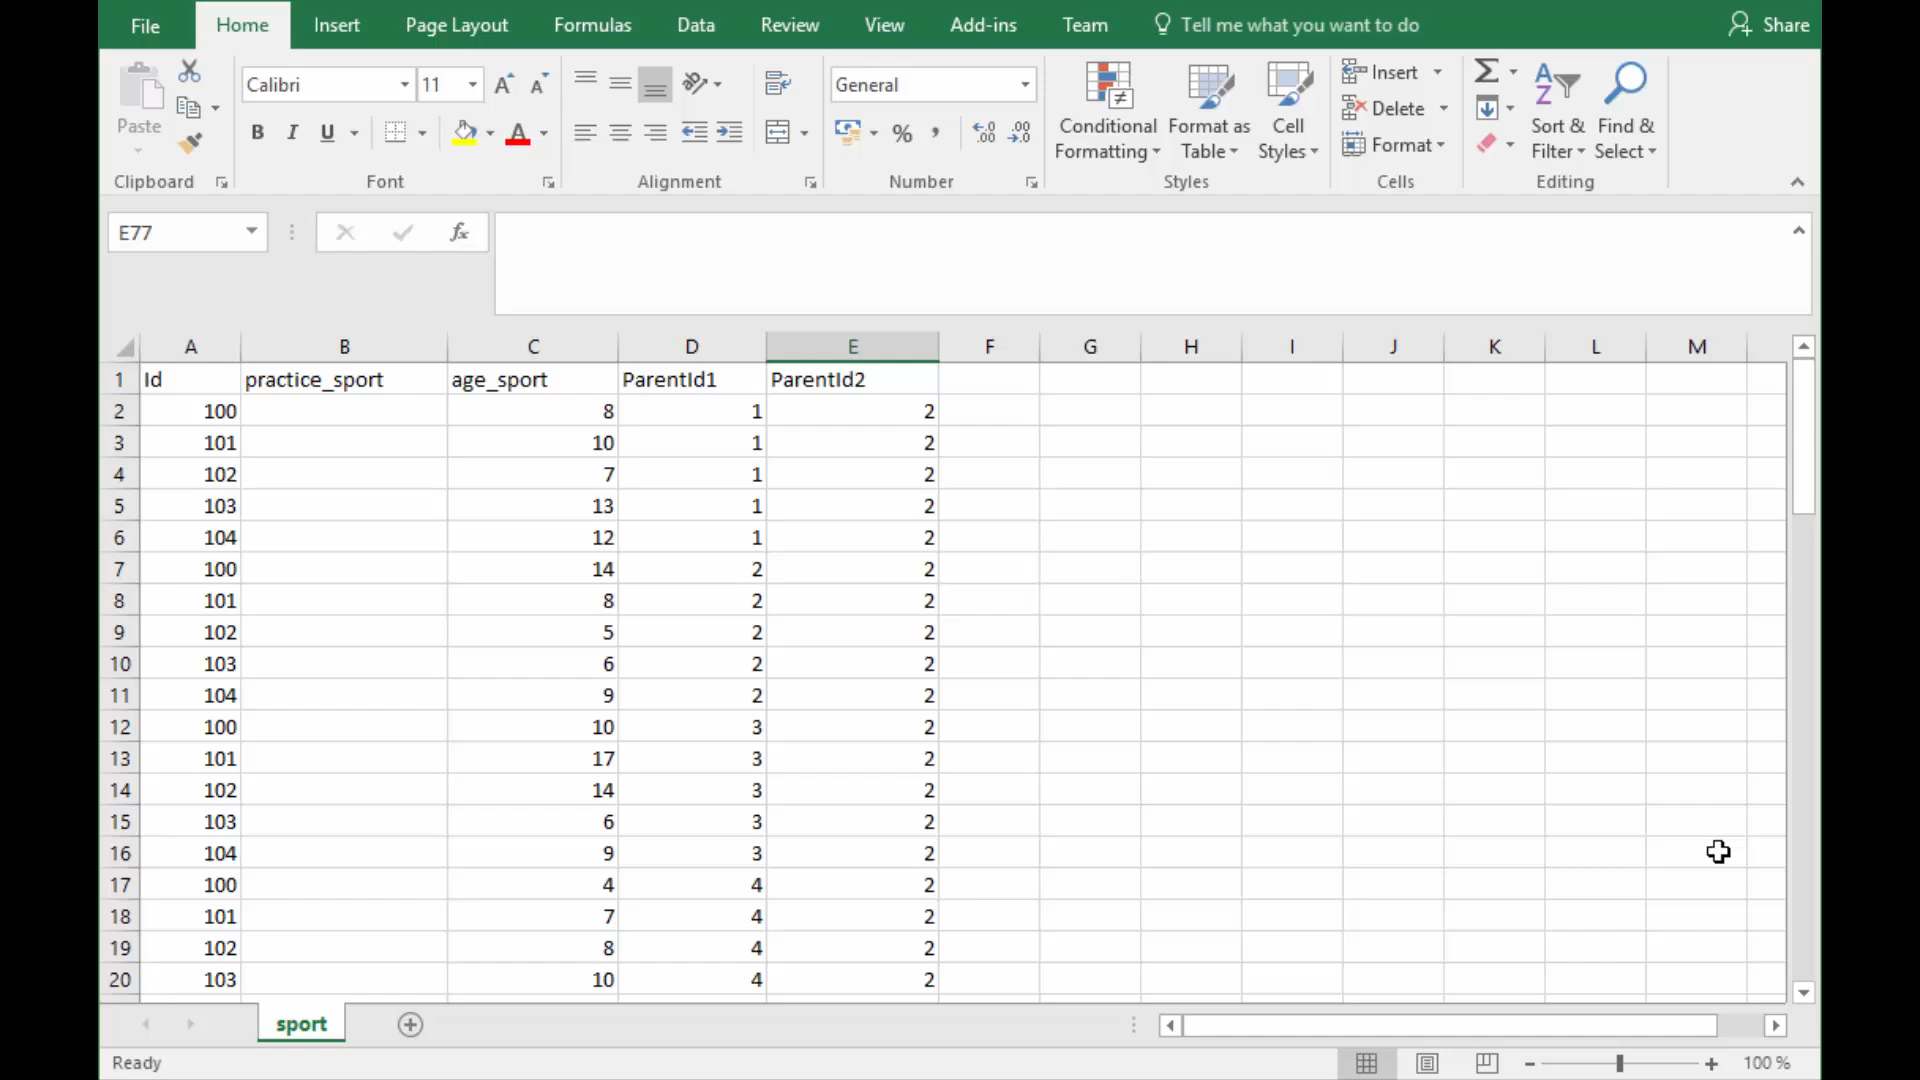 File Home Insert Page Layout Formulas Data Review View Add-ins Team Tell me what you want to do Share
Paste
Clipboard
Calibri 11 A A
B I U A
Font
Alignment
General
% , .00 .00
Number
Conditional Formatting
Format as Table
Cell Styles
Styles
Insert
Delete
Format
Cells
Sort & Filter
Find & Select
Editing
E77 fx
A B C D E F G H I J K L M
1 Id practice_sport age_sport ParentId1 ParentId2
2 100 8 1 2
3 101 10 1 2
4 102 7 1 2
5 103 13 1 2
6 104 12 1 2
7 100 14 2 2
8 101 8 2 2
9 102 5 2 2
10 103 6 2 2
11 104 9 2 2
12 100 10 3 2
13 101 17 3 2
14 102 14 3 2
15 103 6 3 2
16 104 9 3 2
17 100 4 4 2
18 101 7 4 2
19 102 8 4 2
20 103 10 4 2
sport
Ready 100 %